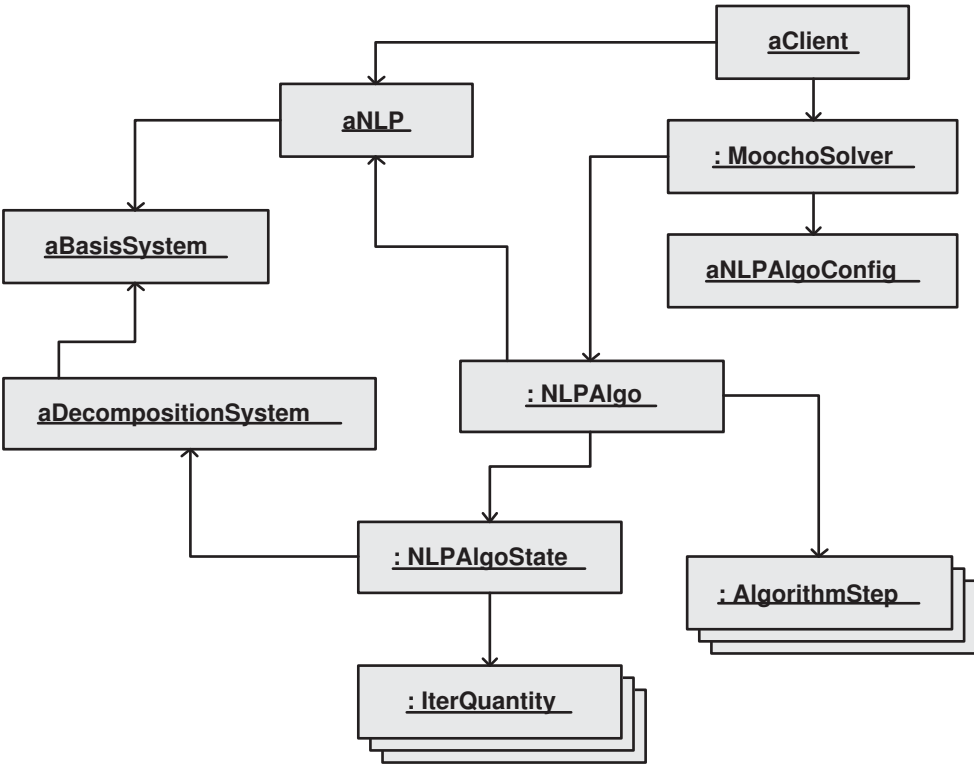 aClient
aNLP
: MoochoSolver
aBasisSystem
aNLPAlgoConfig
: NLPAlgo
aDecompositionSystem
: NLPAlgoState
: AlgorithmStep
: IterQuantity